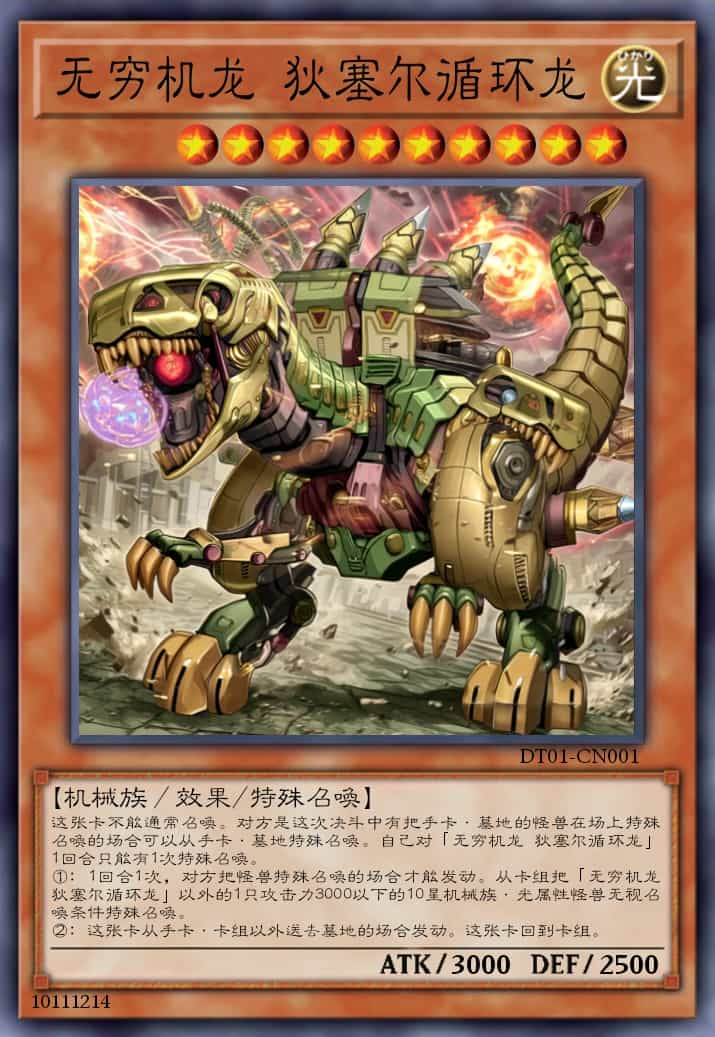 无穷机龙 狄塞尔循环龙
ひかり
光
DT01-CN001
【机械族／效果/特殊召唤】
这张卡不能通常召唤。对方是这次决斗中有把手卡・墓地的怪兽在场上特殊
召唤的场合可以从手卡・墓地特殊召唤。自己对「无穷机龙 狄塞尔循环龙」
1回合只能有1次特殊召唤。
①：1回合1次，对方把怪兽特殊召唤的场合才能发动。从卡组把「无穷机龙
狄塞尔循环龙」以外的1只攻击力3000以下的10星机械族・光属性怪兽无视召
唤条件特殊召唤。
②：这张卡从手卡・卡组以外送去墓地的场合发动。这张卡回到卡组。
ATK/3000 DEF/2500
10111214